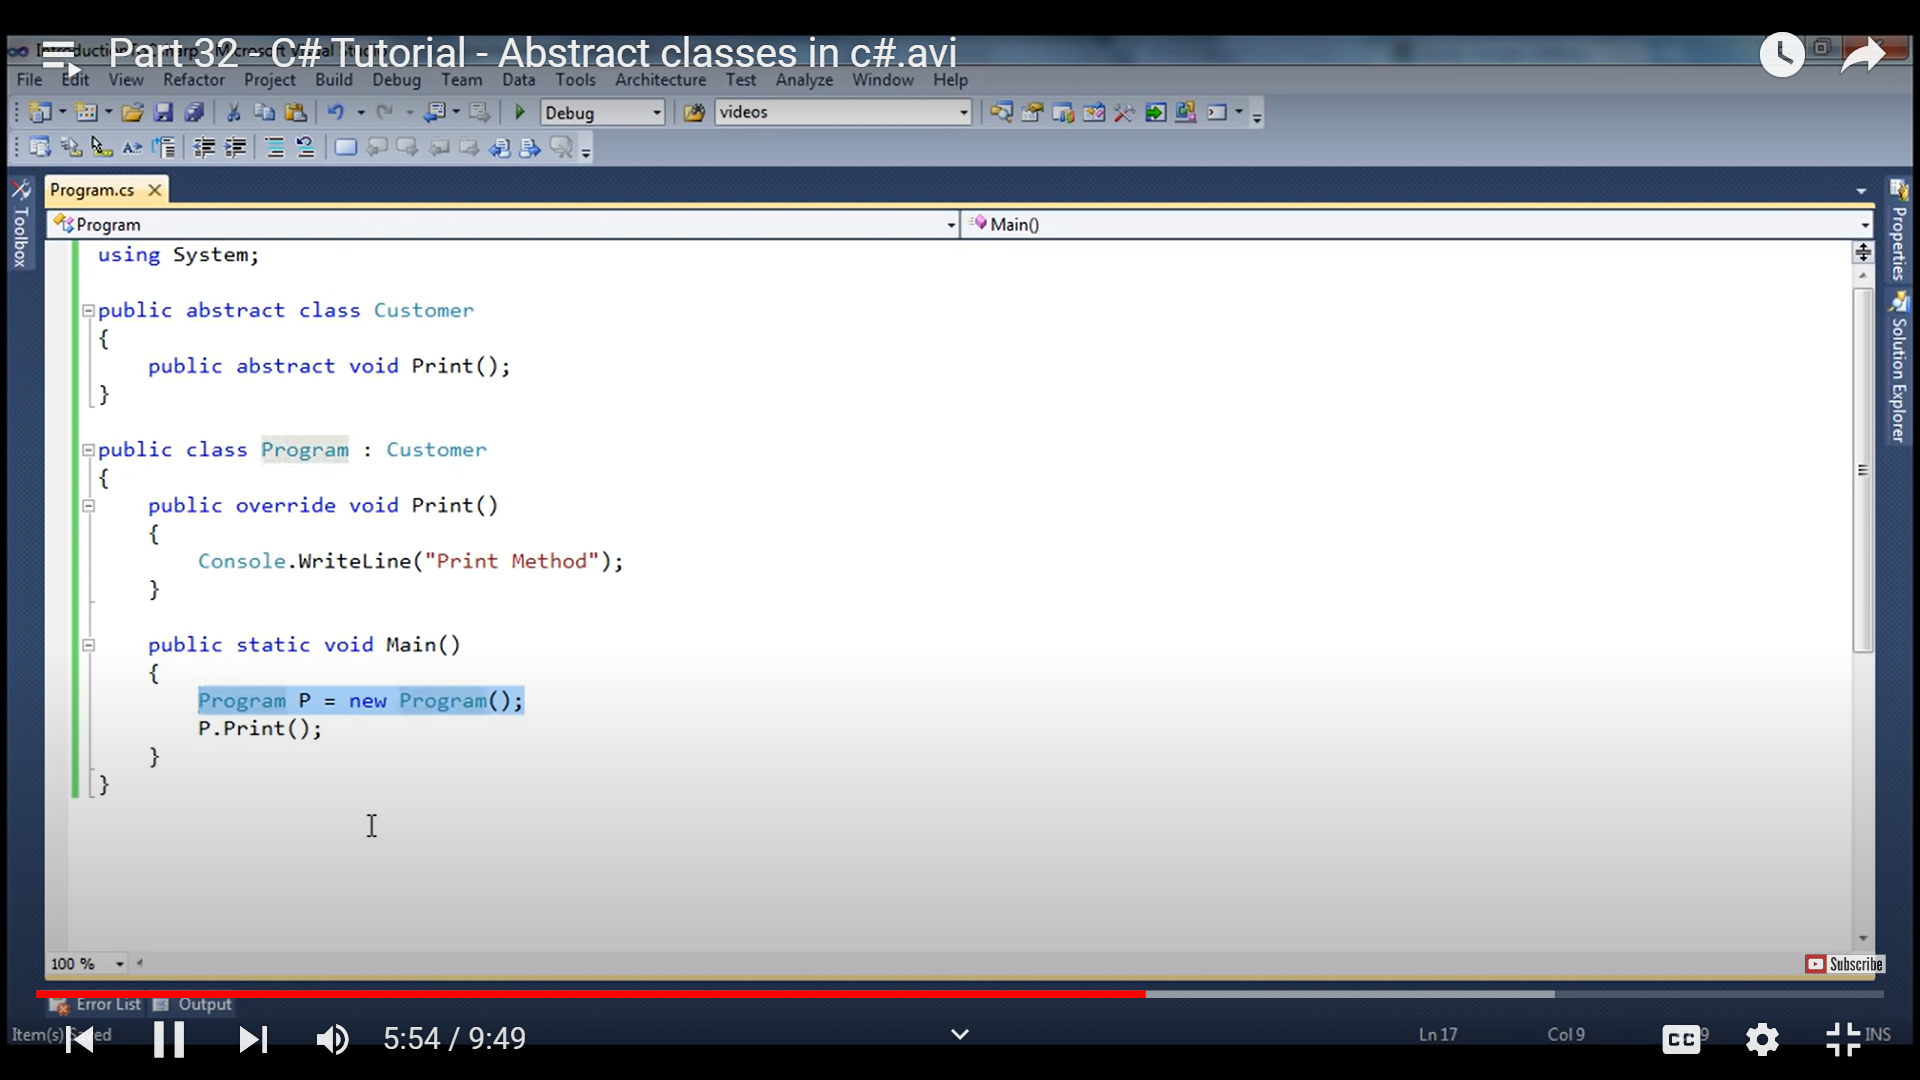 Part 32 - C# Tutorial - Abstract classes in c#.avi
File Edit View Refactor Project Build Debug Team Data Tools Architecture Test Analyze Window Help
Debug videos
Program.cs
Program Main()
Toolbox
Properties
Solution Explorer
using System;
public abstract class Customer
{
public abstract void Print();
}
public class Program : Customer
{
public override void Print()
{
Console.WriteLine("Print Method");
}
public static void Main()
{
Program P = new Program();
P.Print();
}
}
100 %
Subscribe
Error List Output
5:54 / 9:49
Ln 17 Col 9 CC INS